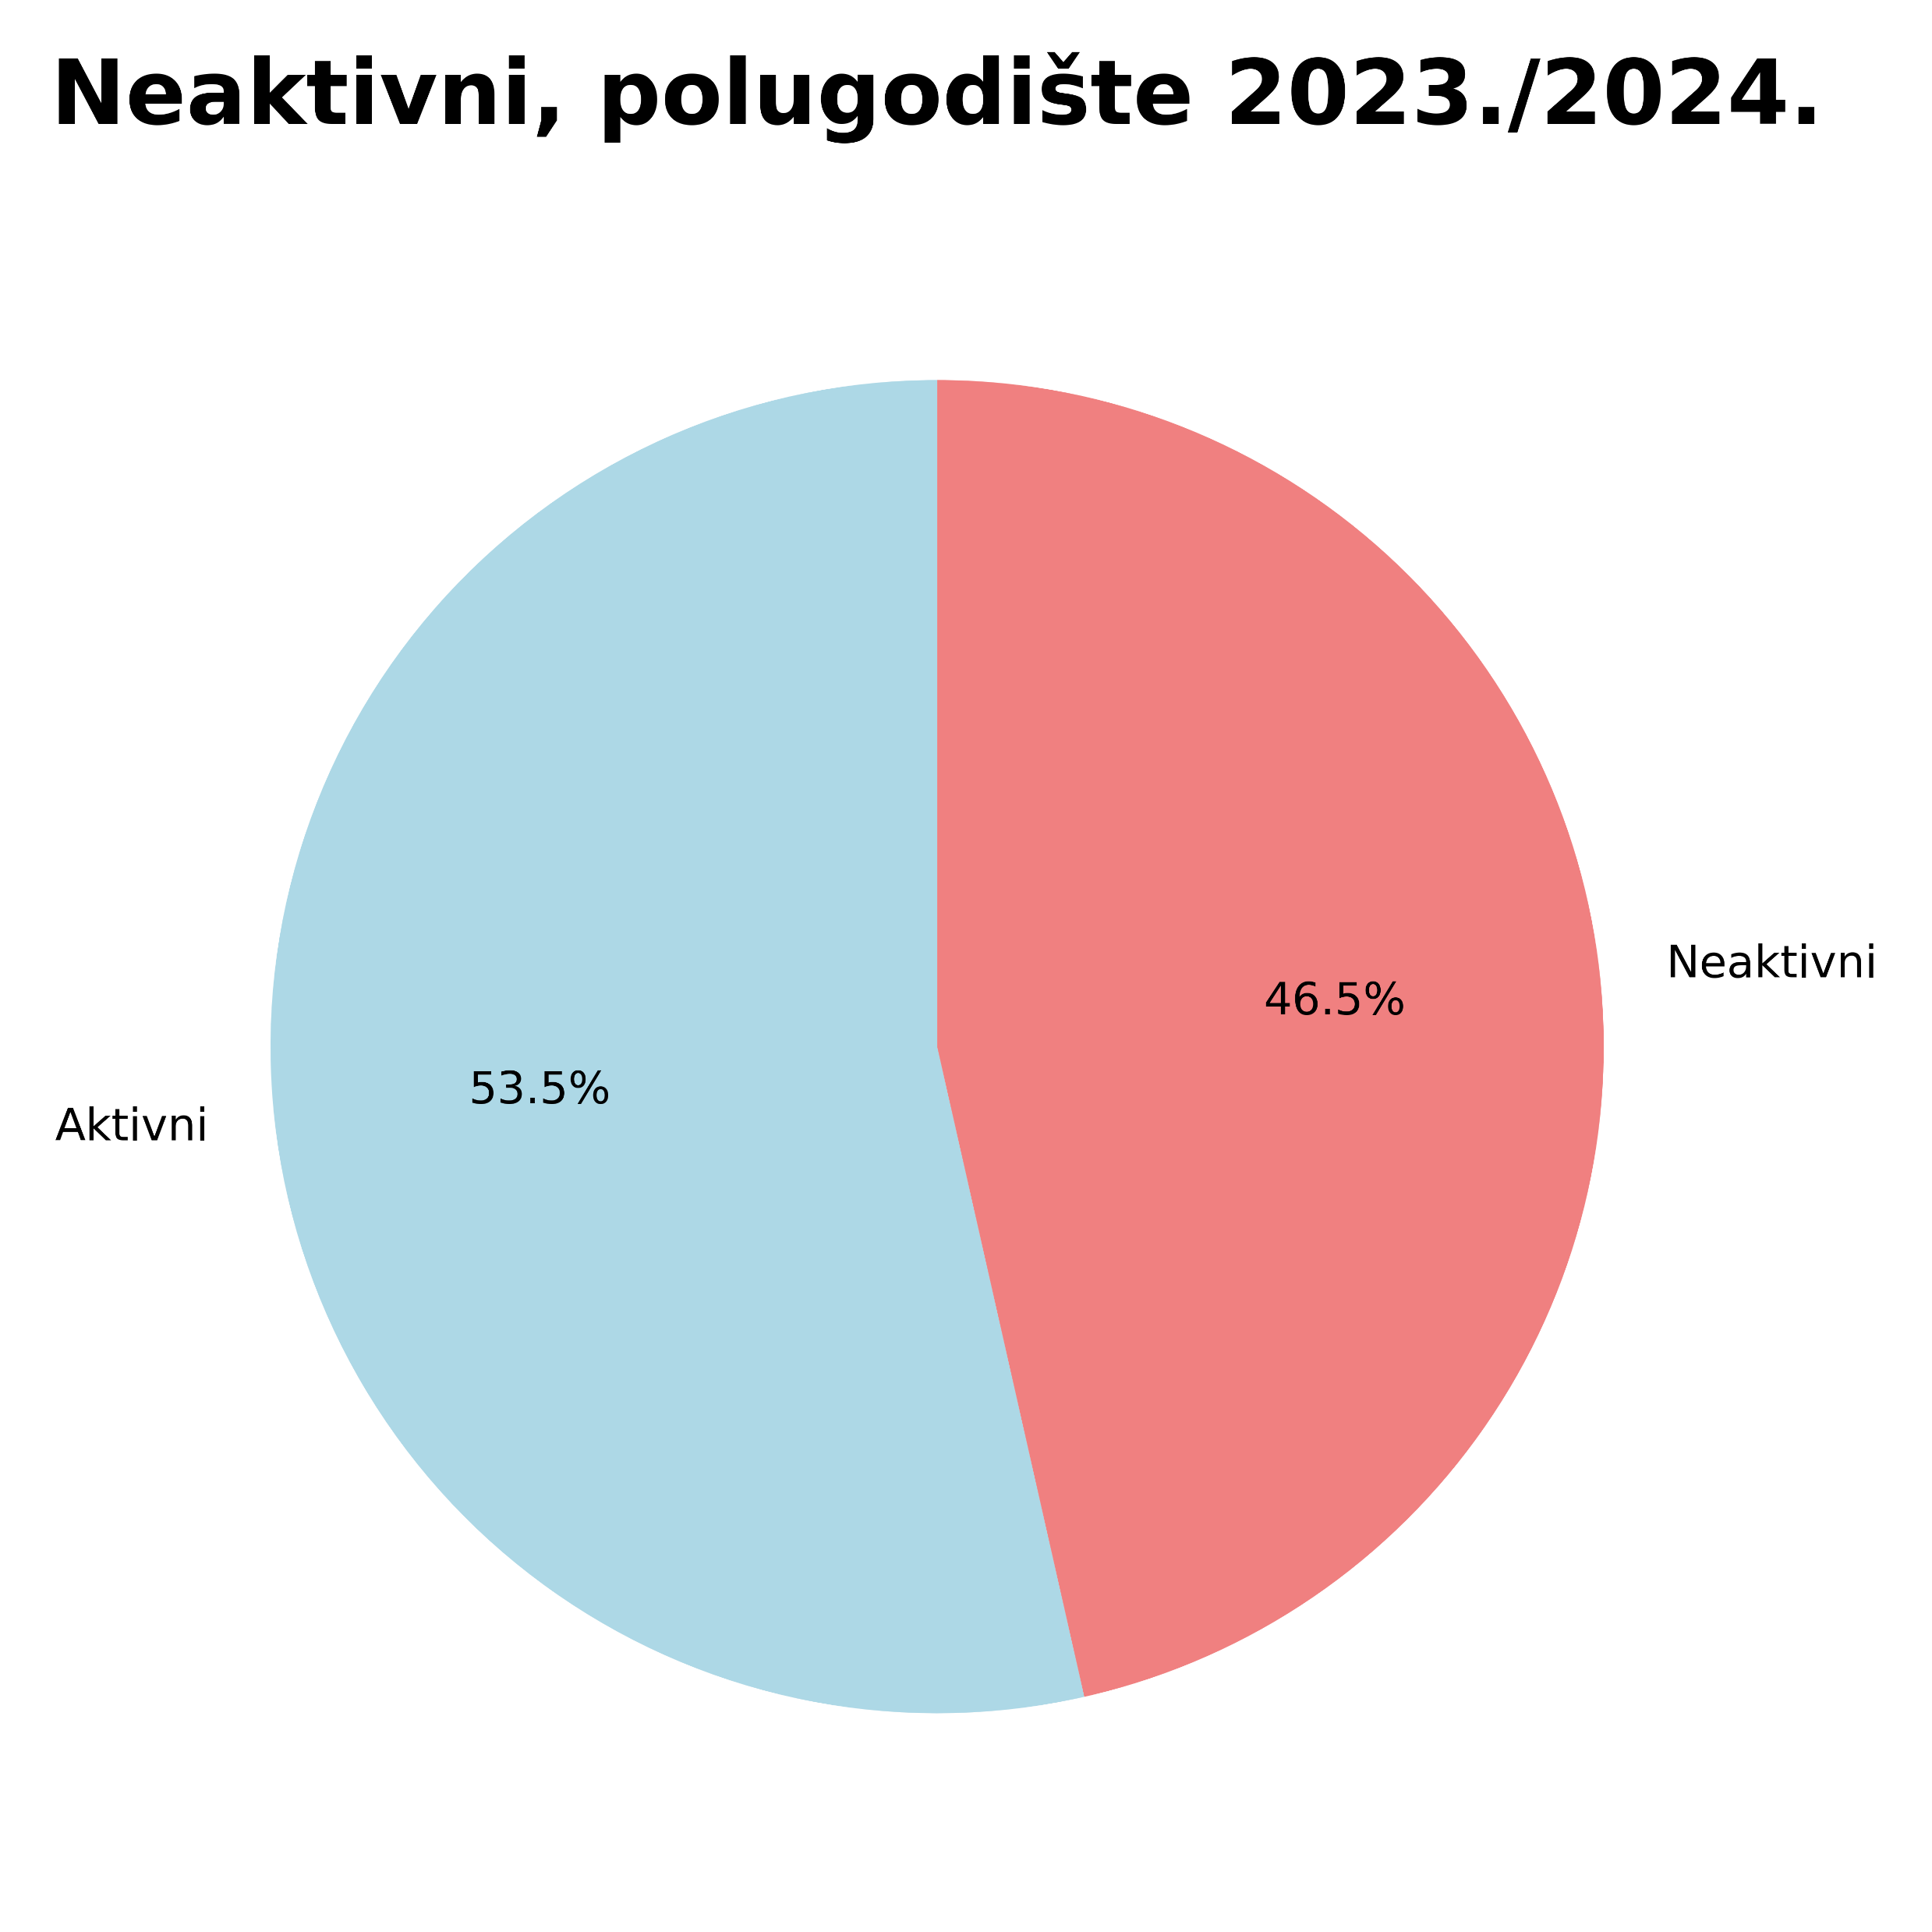 Neaktivni, polugodište 2023./2024.
Neaktivni
46.5%
53.5%
Aktivni